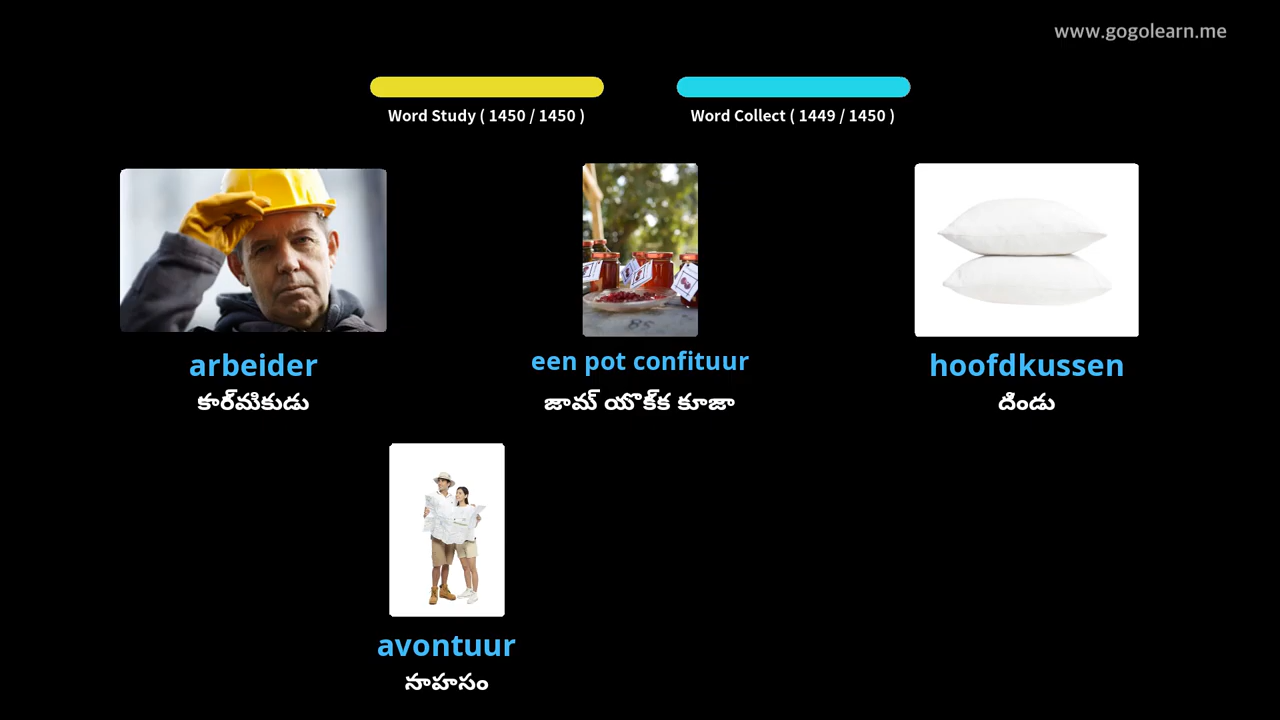 www.gogolearn.me
Word Study ( 1450 / 1450 )
Word Collect ( 1449 / 1450 )
arbeider
కార్‌మికుడు
een pot confituur
జామ్ యొక్‌క కూజా
hoofdkussen
దిండు
avontuur
సాహసం